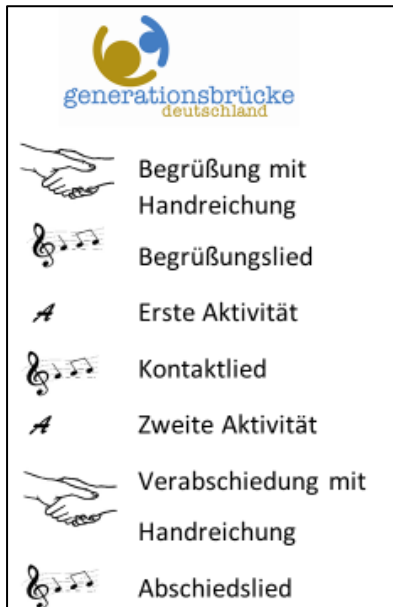 generationsbrücke
deutschland
Begrüßung mit
Handreichung
Begrüßungslied
A Erste Aktivität
Kontaktlied
A Zweite Aktivität
Verabschiedung mit
Handreichung
Abschiedslied